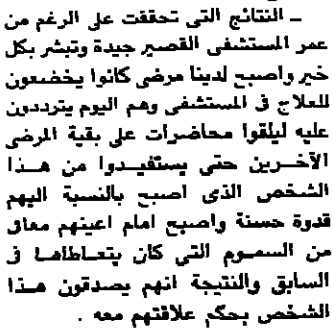 ـ النتائج التى تحققت على الرغم من
عمر المستشفى القصير جيدة وتبشر بكل
خير واصبح لدينا مرضى كانوا يخضعون
للعلاج فى المستشفى وهم اليوم يترددون
عليه ليلقوا محاضرات على بقية المرضى
الآخرين حتى يستفيدوا من هذا
الشخص الذى اصبح بالنسبة اليهم
قدوة حسنة واصبح امام اعينهم معافى
من السموم التى كان يتعاطاها فى
السابق والنتيجة انهم يصدقون هذا
الشخص بحكم علاقتهم معه .